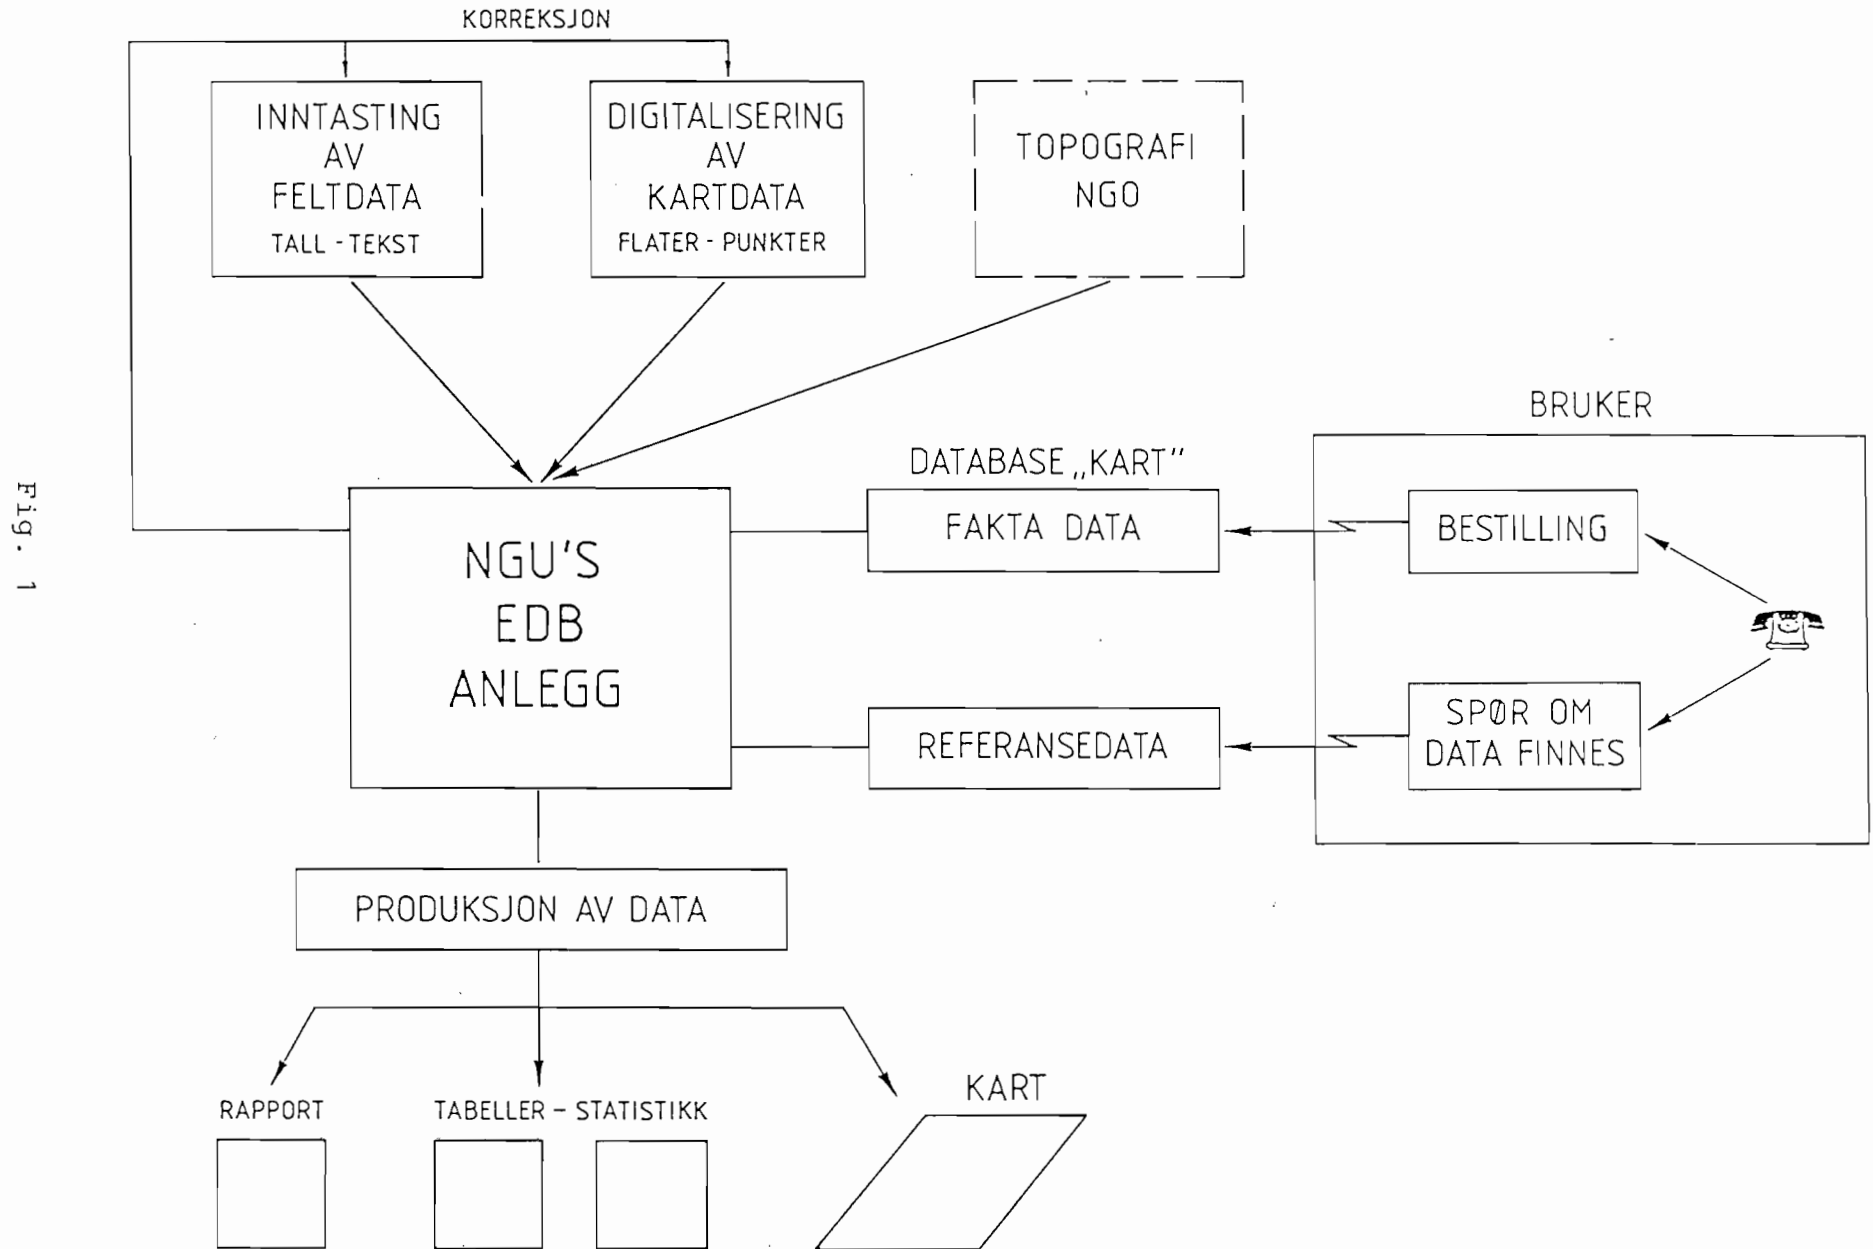 KORREKSJON
INNTASTING
AV
FELTDATA
TALL - TEKST
DIGITALISERING
AV
KARTDATA
FLATER - PUNKTER
TOPOGRAFI
NGO
BRUKER
DATABASE „KART”
FAKTA DATA
BESTILLING
NGU'S
EDB
ANLEGG
REFERANSEDATA
SPØR OM
DATA FINNES
PRODUKSJON AV DATA
RAPPORT
TABELLER – STATISTIKK
KART
Fig. 1